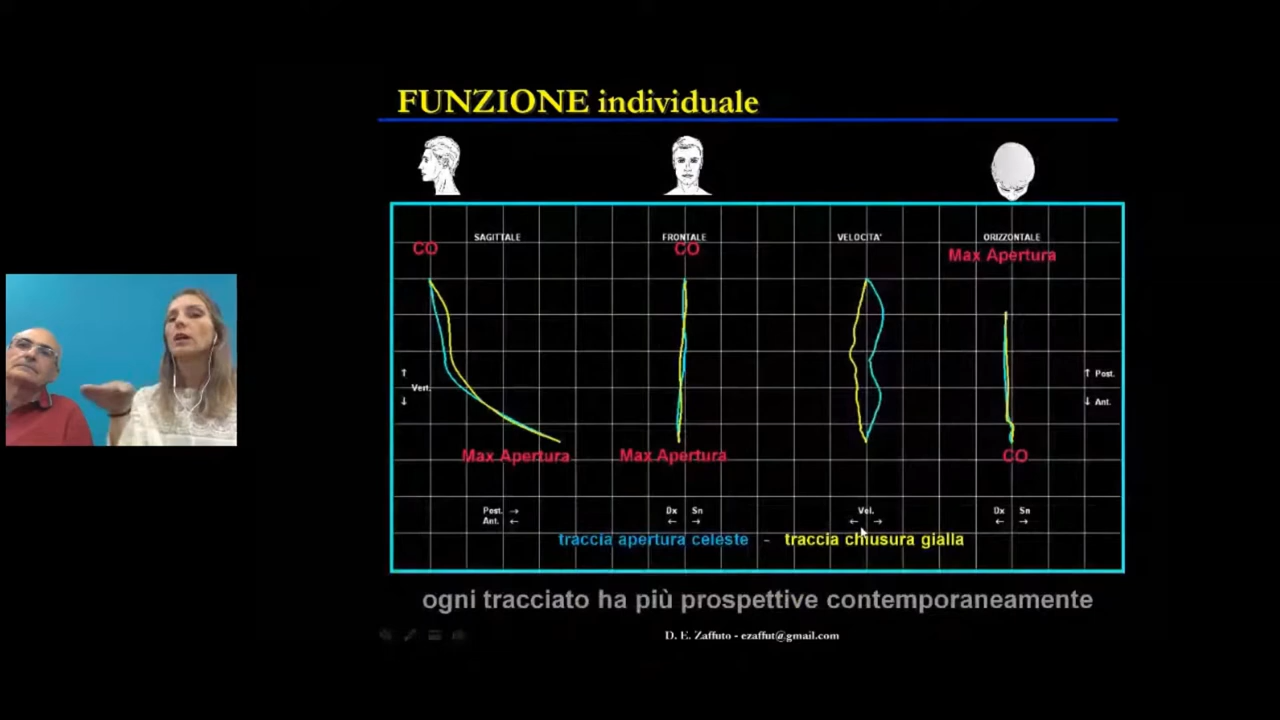 FUNZIONE individuale
SAGITTALE
FRONTALE
VELOCITA'
ORIZZONTALE
CO
CO
Max Apertura
↑ Vert. ↓
↑ Post.
↓ Ant.
Max Apertura
Max Apertura
CO
Post. →
Ant. ←
Dx Sn
← →
Vel.
← →
Dx Sn
← →
traccia apertura celeste - traccia chiusura gialla
ogni tracciato ha più prospettive contemporaneamente
D. E. Zaffuto - ezaffut@gmail.com